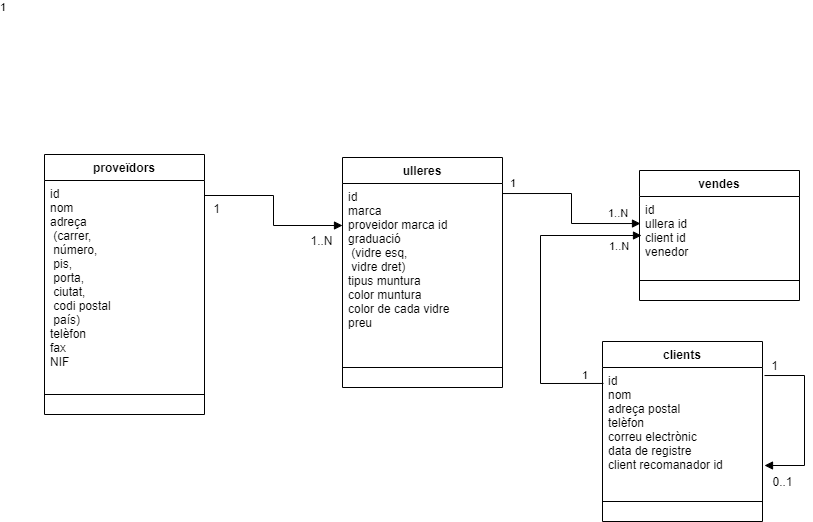 1
proveïdors
id
nom
adreça
(carrer,
número,
pis,
porta,
ciutat,
codi postal
país)
telèfon
fax
NIF
1
1..N
ulleres
id
marca
proveidor marca id
graduació
(vidre esq,
vidre dret)
tipus muntura
color muntura
color de cada vidre
preu
1
1..N
1..N
vendes
id
ullera id
client id
venedor
1
clients
id
nom
adreça postal
telèfon
correu electrònic
data de registre
client recomanador id
1
0..1